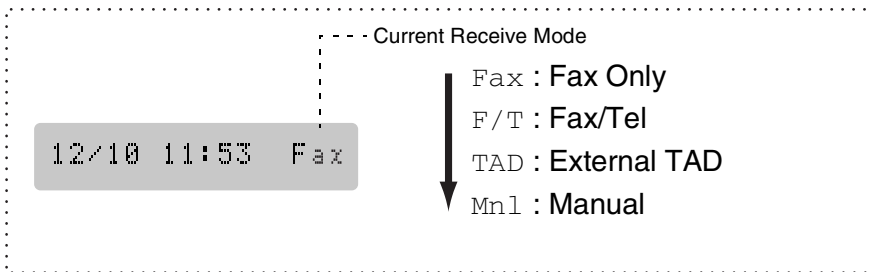 Current Receive Mode
12/10 11:53 Fax
Fax : Fax Only
F/T : Fax/Tel
TAD : External TAD
Mnl : Manual